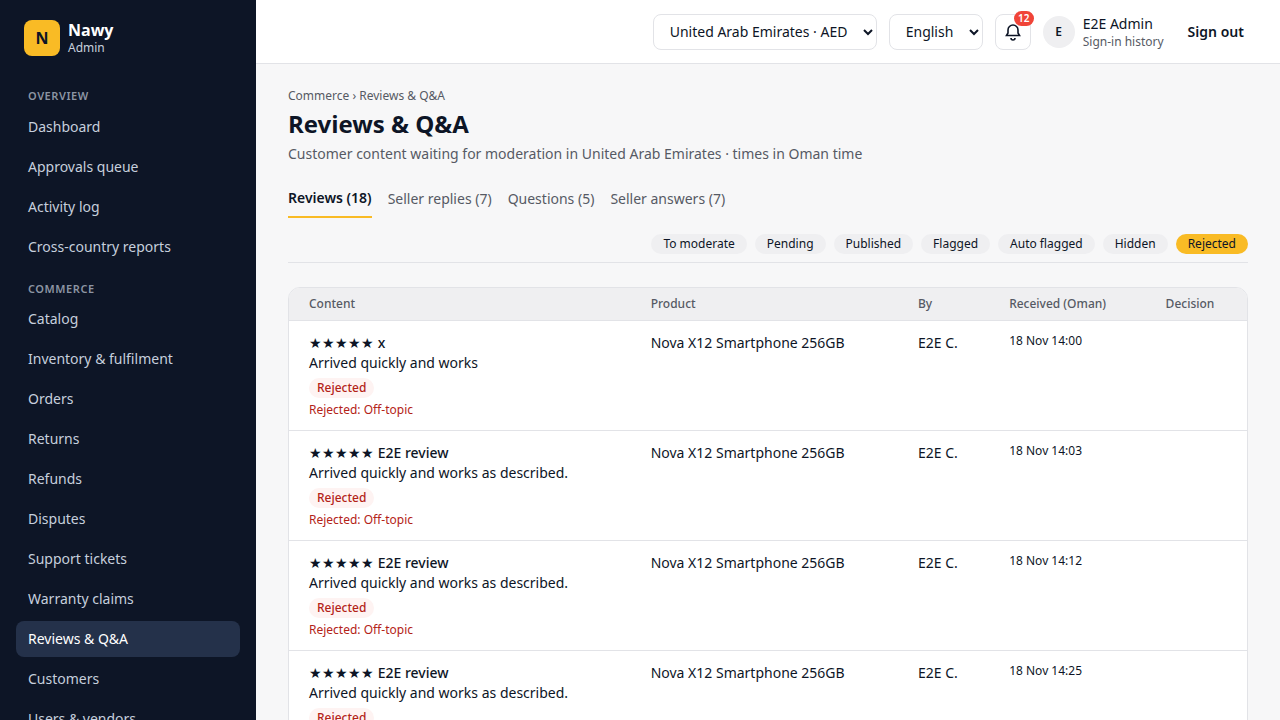 N
Nawy
Admin
OVERVIEW
Dashboard
Approvals queue
Activity log
Cross-country reports
COMMERCE
Catalog
Inventory & fulfilment
Orders
Returns
Refunds
Disputes
Support tickets
Warranty claims
Reviews & Q&A
Customers
Users & vendors
United Arab Emirates · AED
English
12
E
E2E Admin
Sign-in history
Sign out
Commerce › Reviews & Q&A
Reviews & Q&A
Customer content waiting for moderation in United Arab Emirates · times in Oman time
Reviews (18) Seller replies (7) Questions (5) Seller answers (7)
To moderate Pending Published Flagged Auto flagged Hidden Rejected
Content Product By Received (Oman) Decision
★★★★★ x Nova X12 Smartphone 256GB E2E C. 18 Nov 14:00
Arrived quickly and works
Rejected
Rejected: Off-topic
★★★★★ E2E review Nova X12 Smartphone 256GB E2E C. 18 Nov 14:03
Arrived quickly and works as described.
Rejected
Rejected: Off-topic
★★★★★ E2E review Nova X12 Smartphone 256GB E2E C. 18 Nov 14:12
Arrived quickly and works as described.
Rejected
Rejected: Off-topic
★★★★★ E2E review Nova X12 Smartphone 256GB E2E C. 18 Nov 14:25
Arrived quickly and works as described.
Rejected